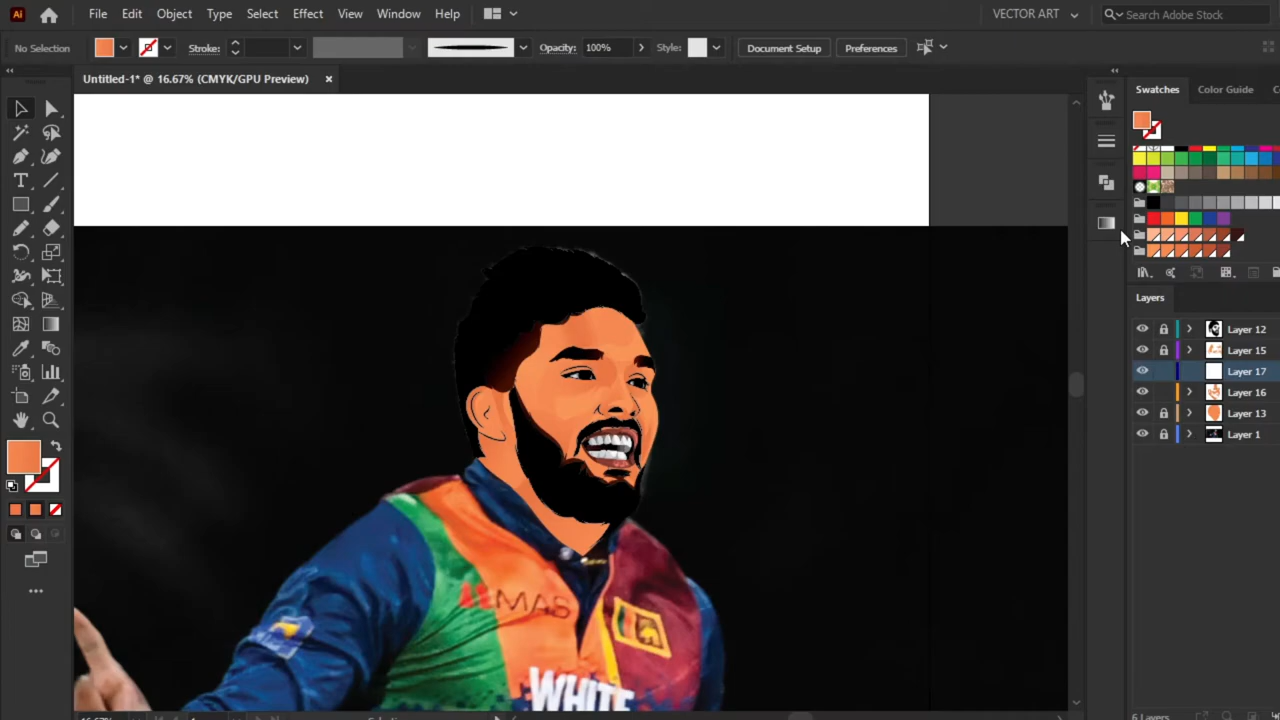 Ai
File Edit Object Type Select Effect View Window Help
VECTOR ART
Search Adobe Stock
No Selection
Stroke:
Opacity: 100%
Style:
Document Setup
Preferences
Untitled-1* @ 16.67% (CMYK/GPU Preview)
Swatches
Color Guide
Layers
Layer 12
Layer 15
Layer 17
Layer 16
Layer 13
Layer 1
MAS
WHITE